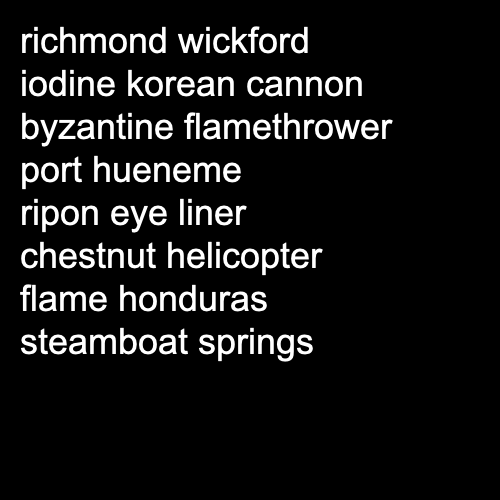 richmond wickford
iodine korean cannon
byzantine flamethrower
port hueneme
ripon eye liner
chestnut helicopter
flame honduras
steamboat springs